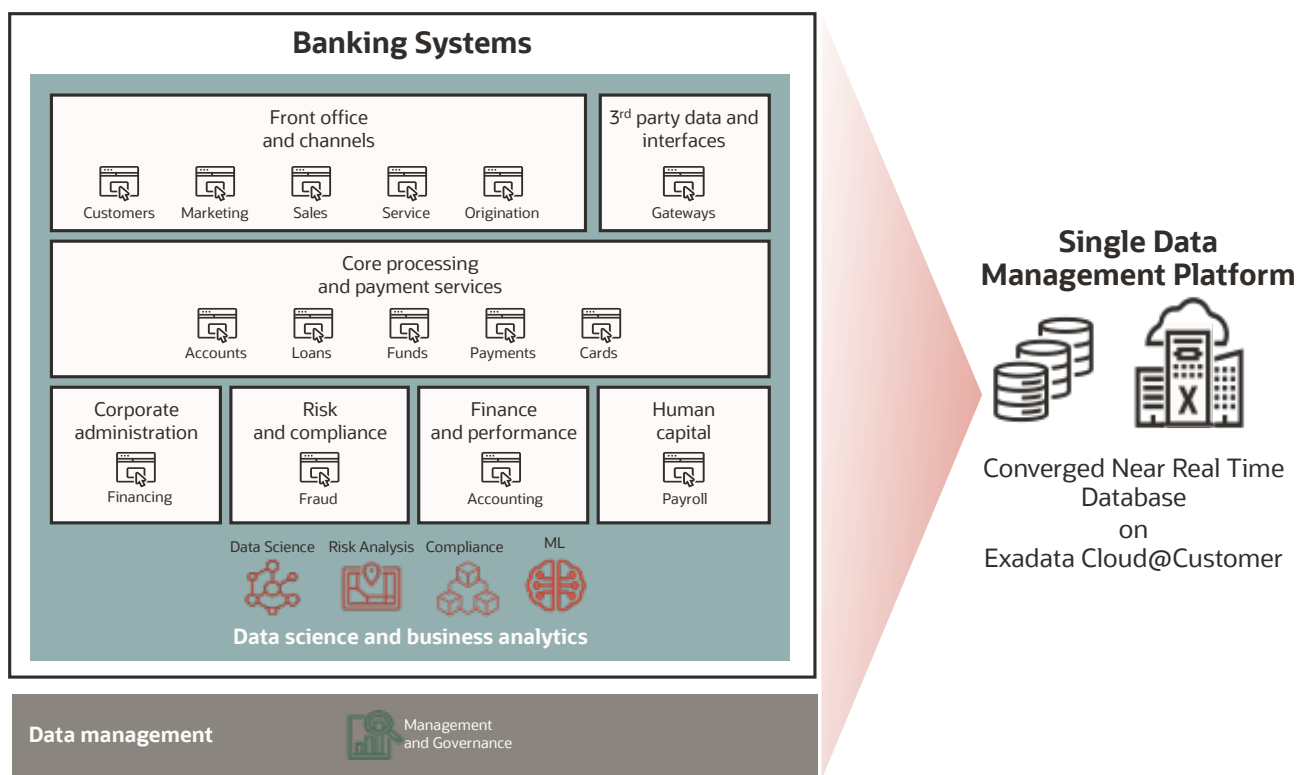 Banking Systems
Front office
and channels
Customers
Marketing
Sales
Service
Origination
3rd party data and
interfaces
Gateways
Core processing
and payment services
Accounts
Loans
Funds
Payments
Cards
Corporate
administration
Financing
Risk
and compliance
Fraud
Finance
and performance
Accounting
Human
capital
Payroll
Data Science
Risk Analysis
Compliance
ML
Data science and business analytics
Data management
Management
and Governance
Single Data
Management Platform
X
Converged Near Real Time
Database
on
Exadata Cloud@Customer